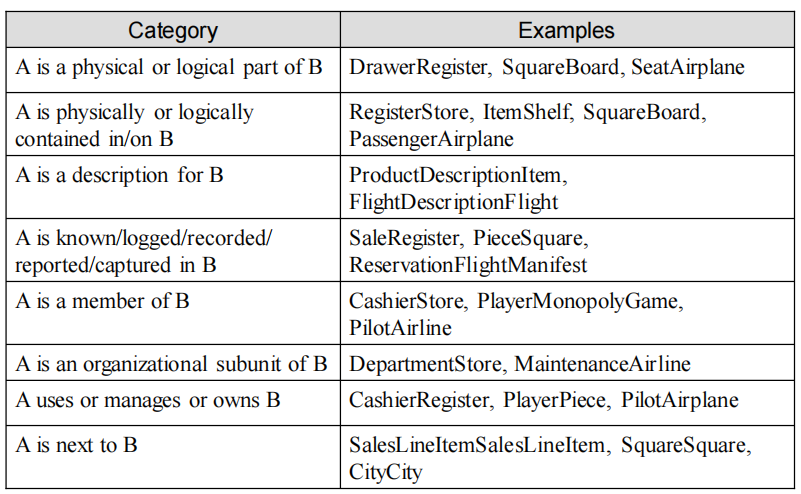 Category Examples
A is a physical or logical part of B DrawerRegister, SquareBoard, SeatAirplane
A is physically or logically RegisterStore, ItemShelf, SquareBoard,
contained in/on B PassengerAirplane
A is a description for B ProductDescriptionItem,
FlightDescriptionFlight
A is known/logged/recorded/ SaleRegister, PieceSquare,
reported/captured in B ReservationFlightManifest
A is a member of B CashierStore, PlayerMonopolyGame,
PilotAirline
A is an organizational subunit of B DepartmentStore, MaintenanceAirline
A uses or manages or owns B CashierRegister, PlayerPiece, PilotAirplane
A is next to B SalesLineItemSalesLineItem, SquareSquare,
CityCity